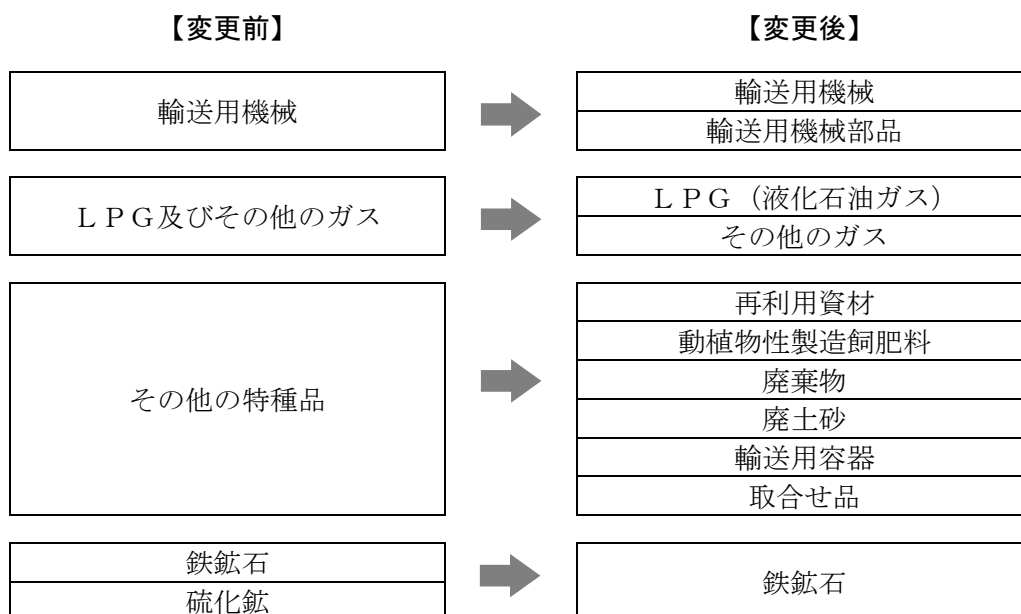 【変更前】
【変更後】
輸送用機械
輸送用機械
輸送用機械部品
ＬＰＧ及びその他のガス
ＬＰＧ（液化石油ガス）
その他のガス
その他の特種品
再利用資材
動植物性製造飼肥料
廃棄物
廃土砂
輸送用容器
取合せ品
鉄鉱石
硫化鉱
鉄鉱石